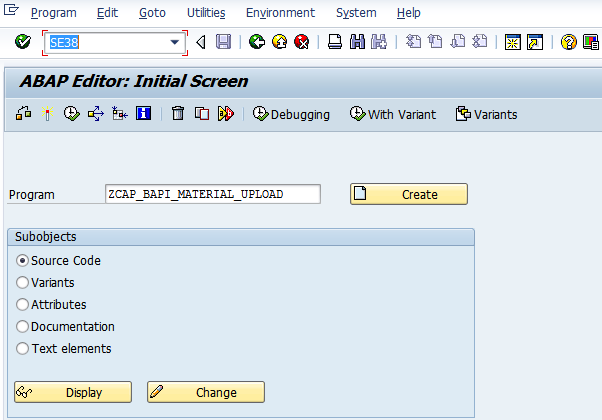 Program Edit Goto Utilities Environment System Help
SE38
ABAP Editor: Initial Screen
Debugging With Variant Variants
Program ZCAP_BAPI_MATERIAL_UPLOAD Create
Subobjects
Source Code
Variants
Attributes
Documentation
Text elements
Display Change